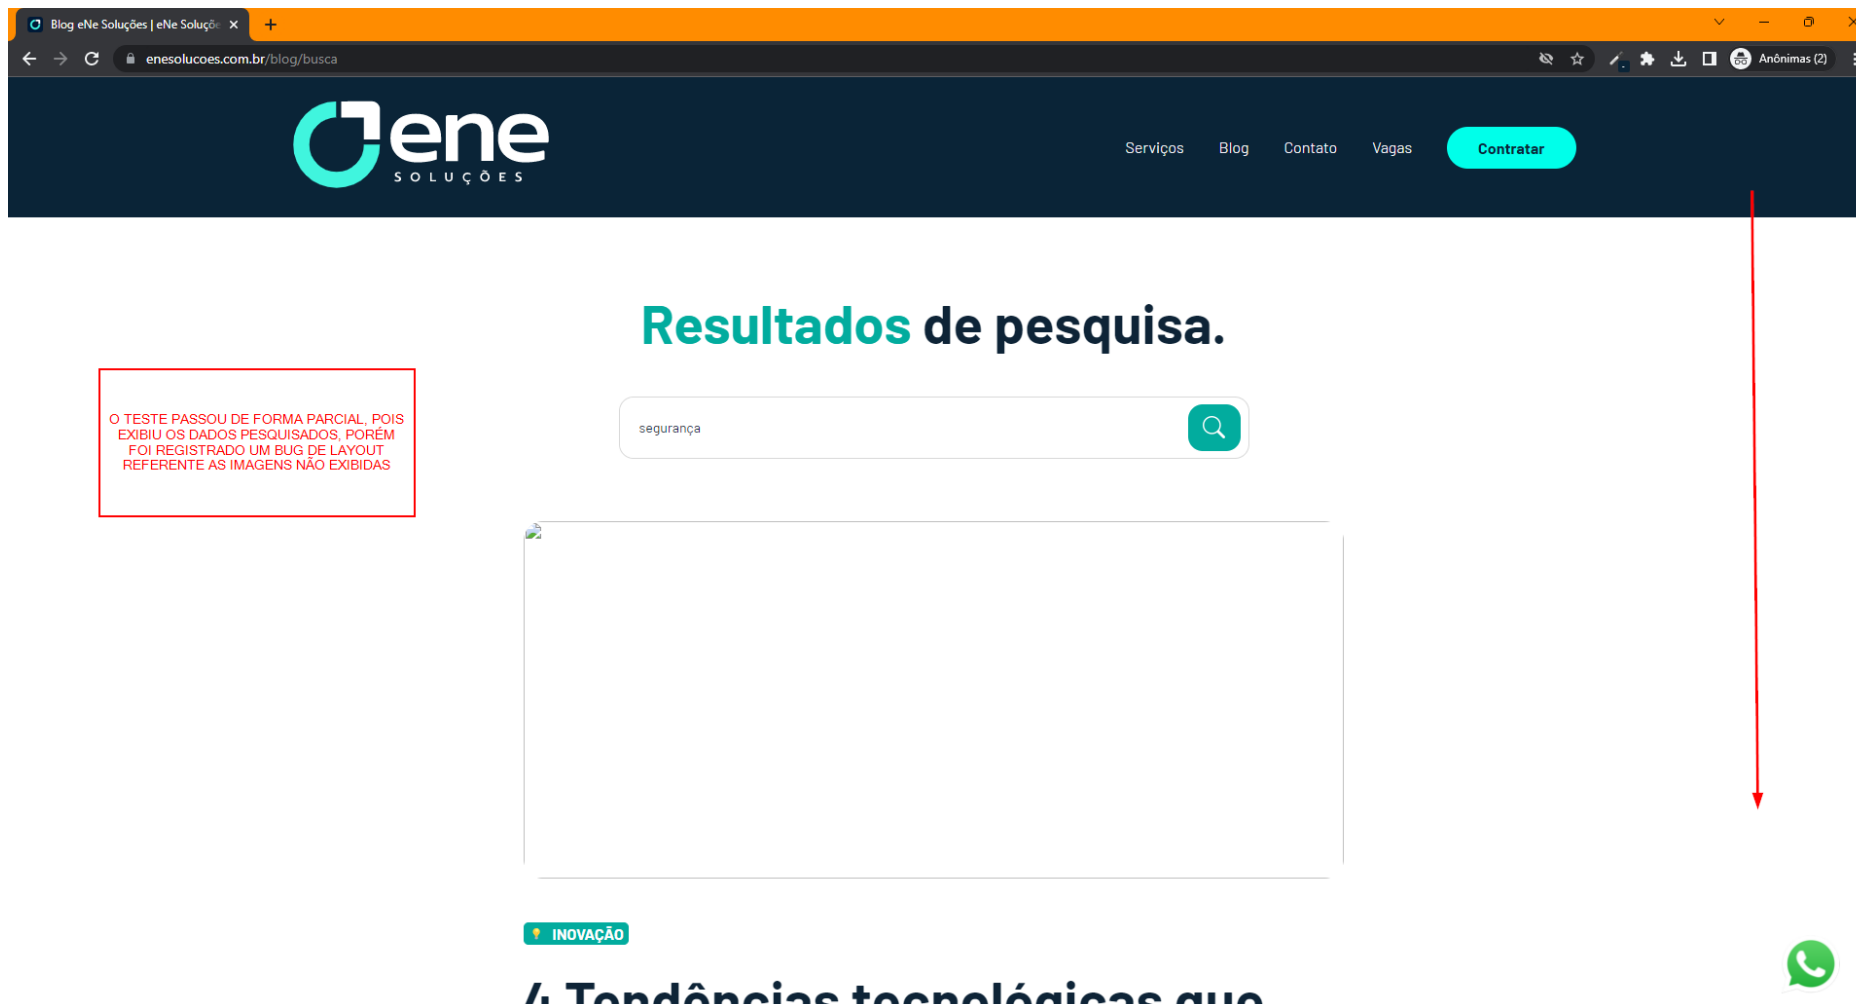 Blog eNe Soluções | eNe Soluçõe
enesolucoes.com.br/blog/busca
Anônimas (2)
ene
SOLUÇÕES
Serviços
Blog
Contato
Vagas
Contratar
Resultados de pesquisa.
O TESTE PASSOU DE FORMA PARCIAL, POIS
EXIBIU OS DADOS PESQUISADOS, PORÉM
FOI REGISTRADO UM BUG DE LAYOUT
REFERENTE AS IMAGENS NÃO EXIBIDAS
segurança
INOVAÇÃO
4 Tendências tecnológicas que